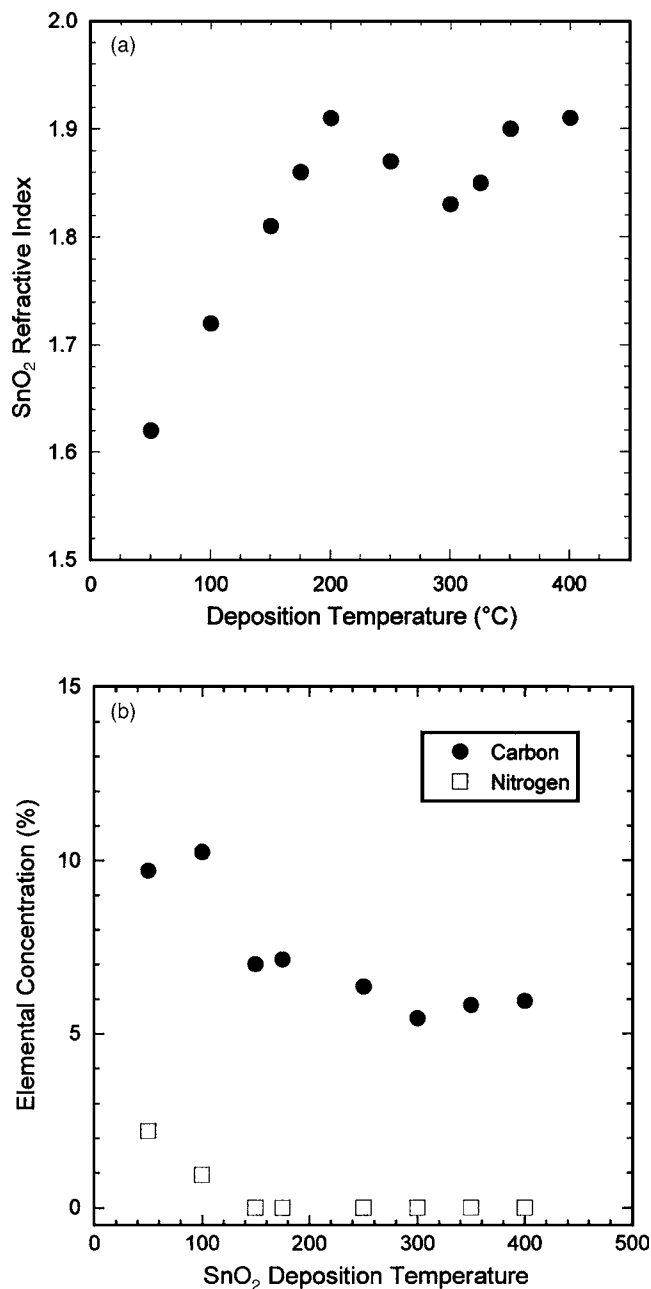 (a)
2.0
1.9
1.8
1.7
1.6
1.5
SnO₂ Refractive Index
0 100 200 300 400
Deposition Temperature (°C)
(b)
15
10
5
0
Elemental Concentration (%)
Carbon
Nitrogen
0 100 200 300 400 500
SnO₂ Deposition Temperature